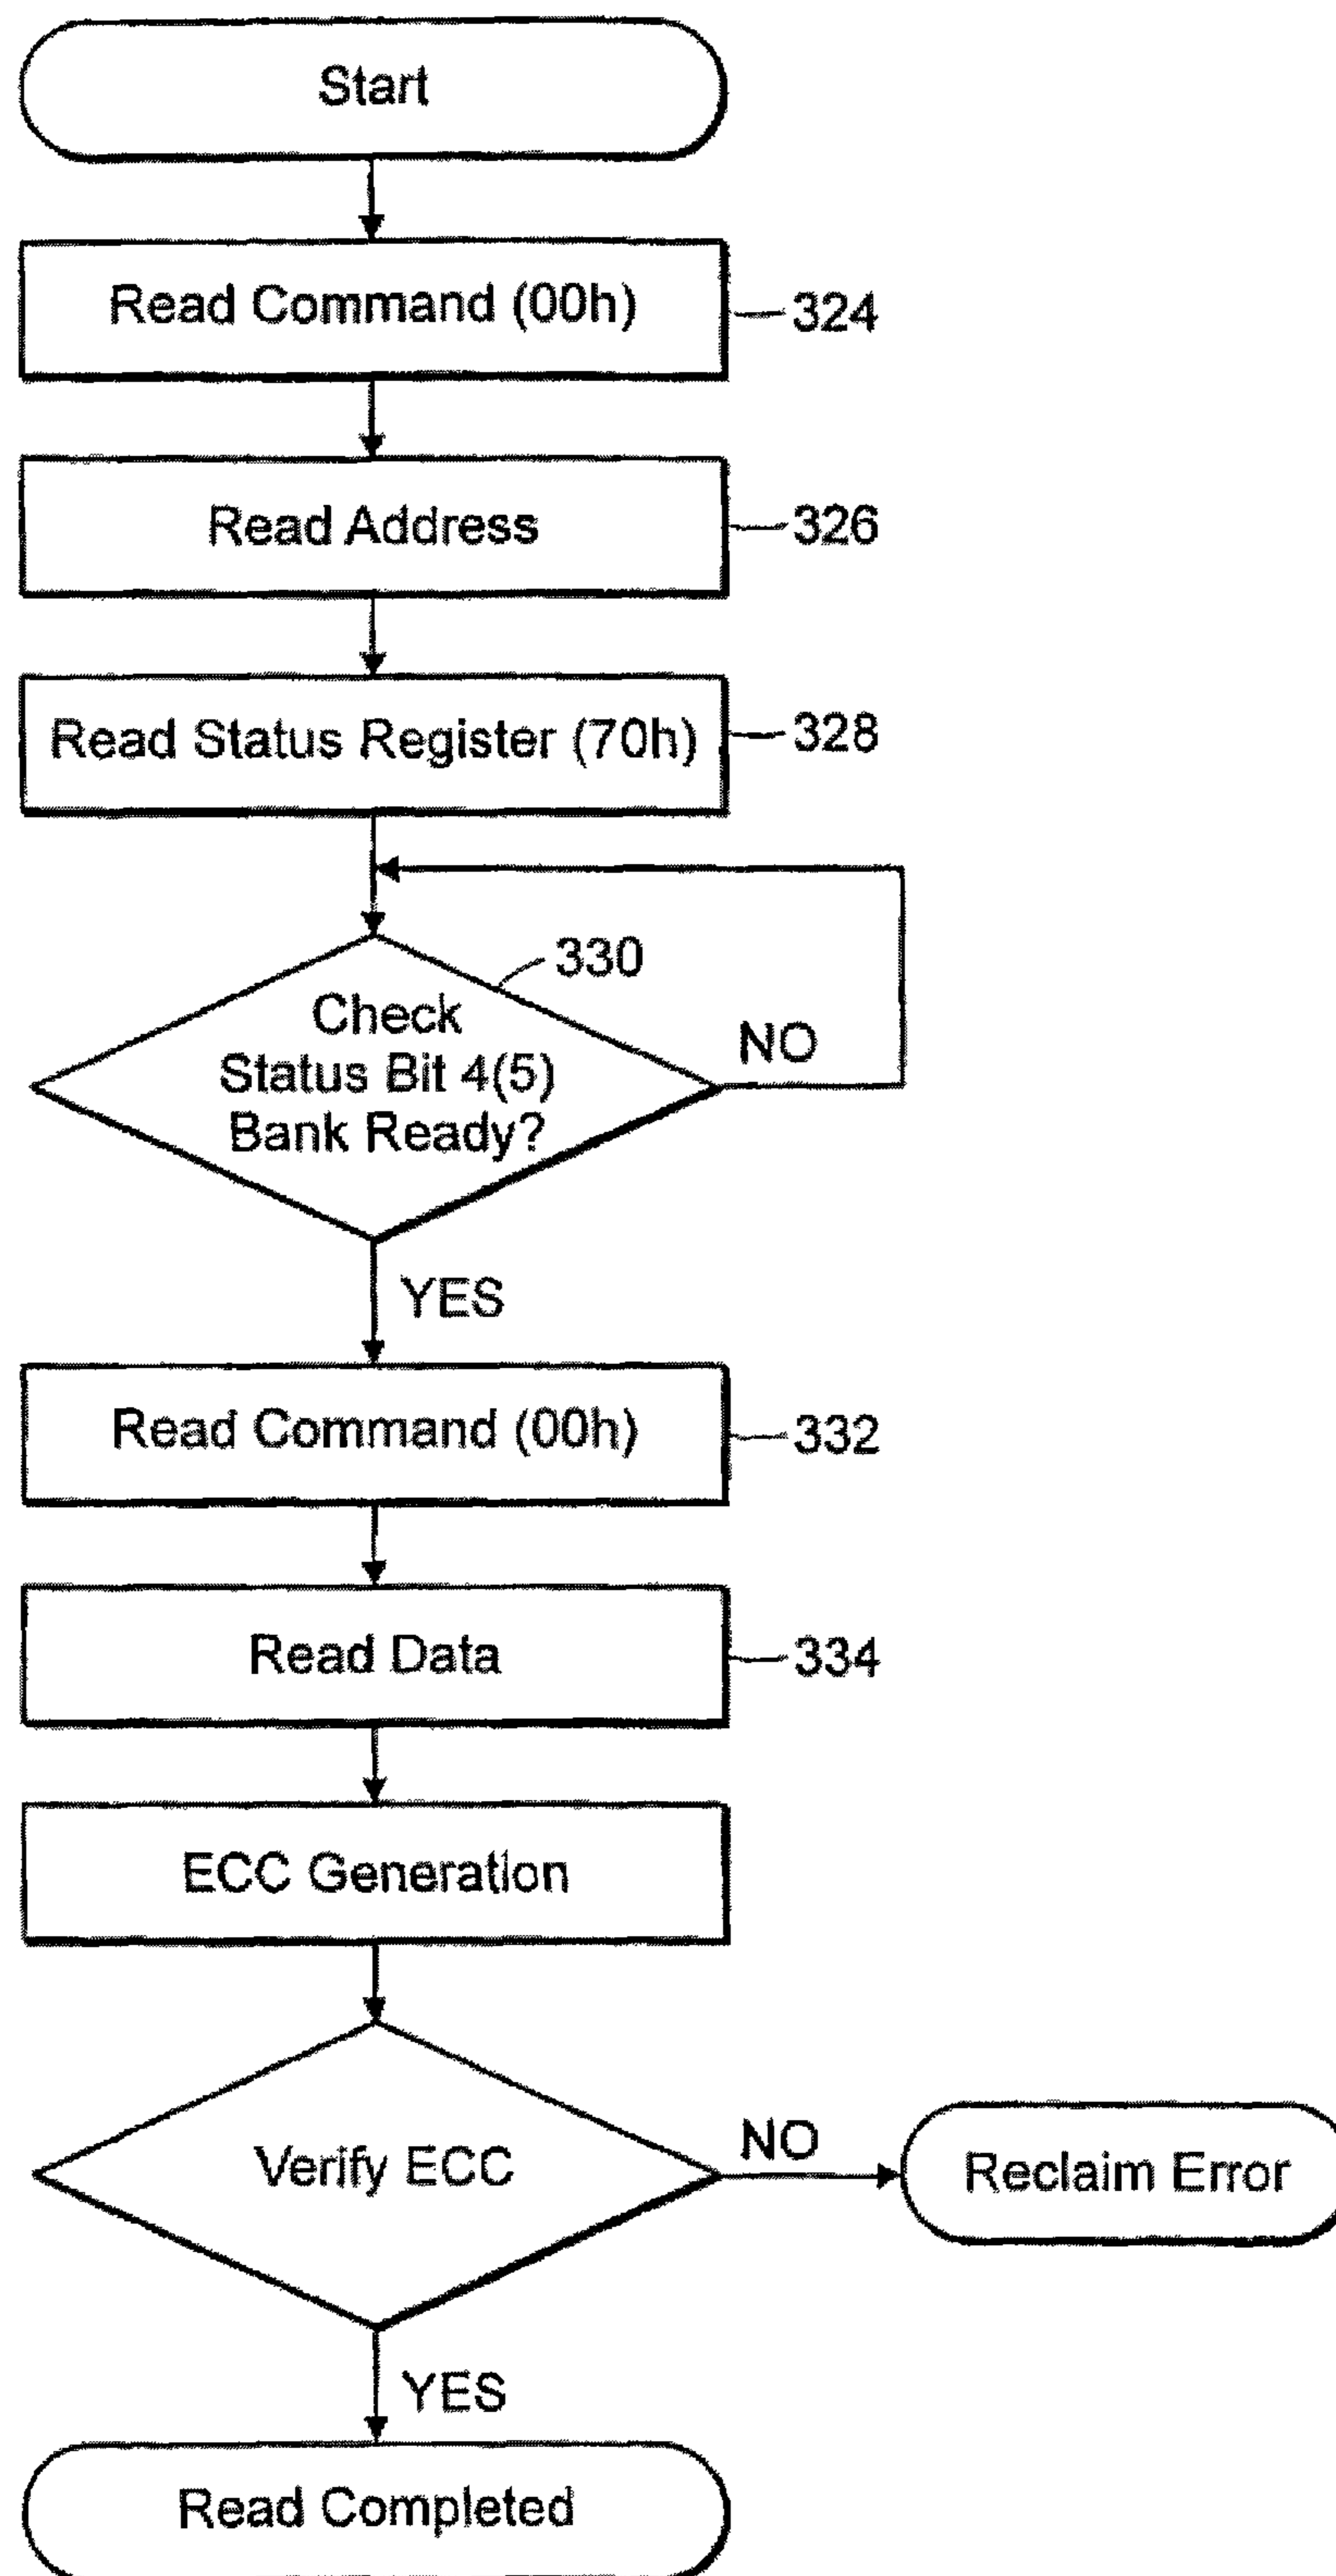 Start
Read Command (00h)
324
Read Address
326
Read Status Register (70h)
328
330
Check
Status Bit 4(5)
Bank Ready?
NO
YES
Read Command (00h)
332
Read Data
334
ECC Generation
Verify ECC
NO
Reclaim Error
YES
Read Completed